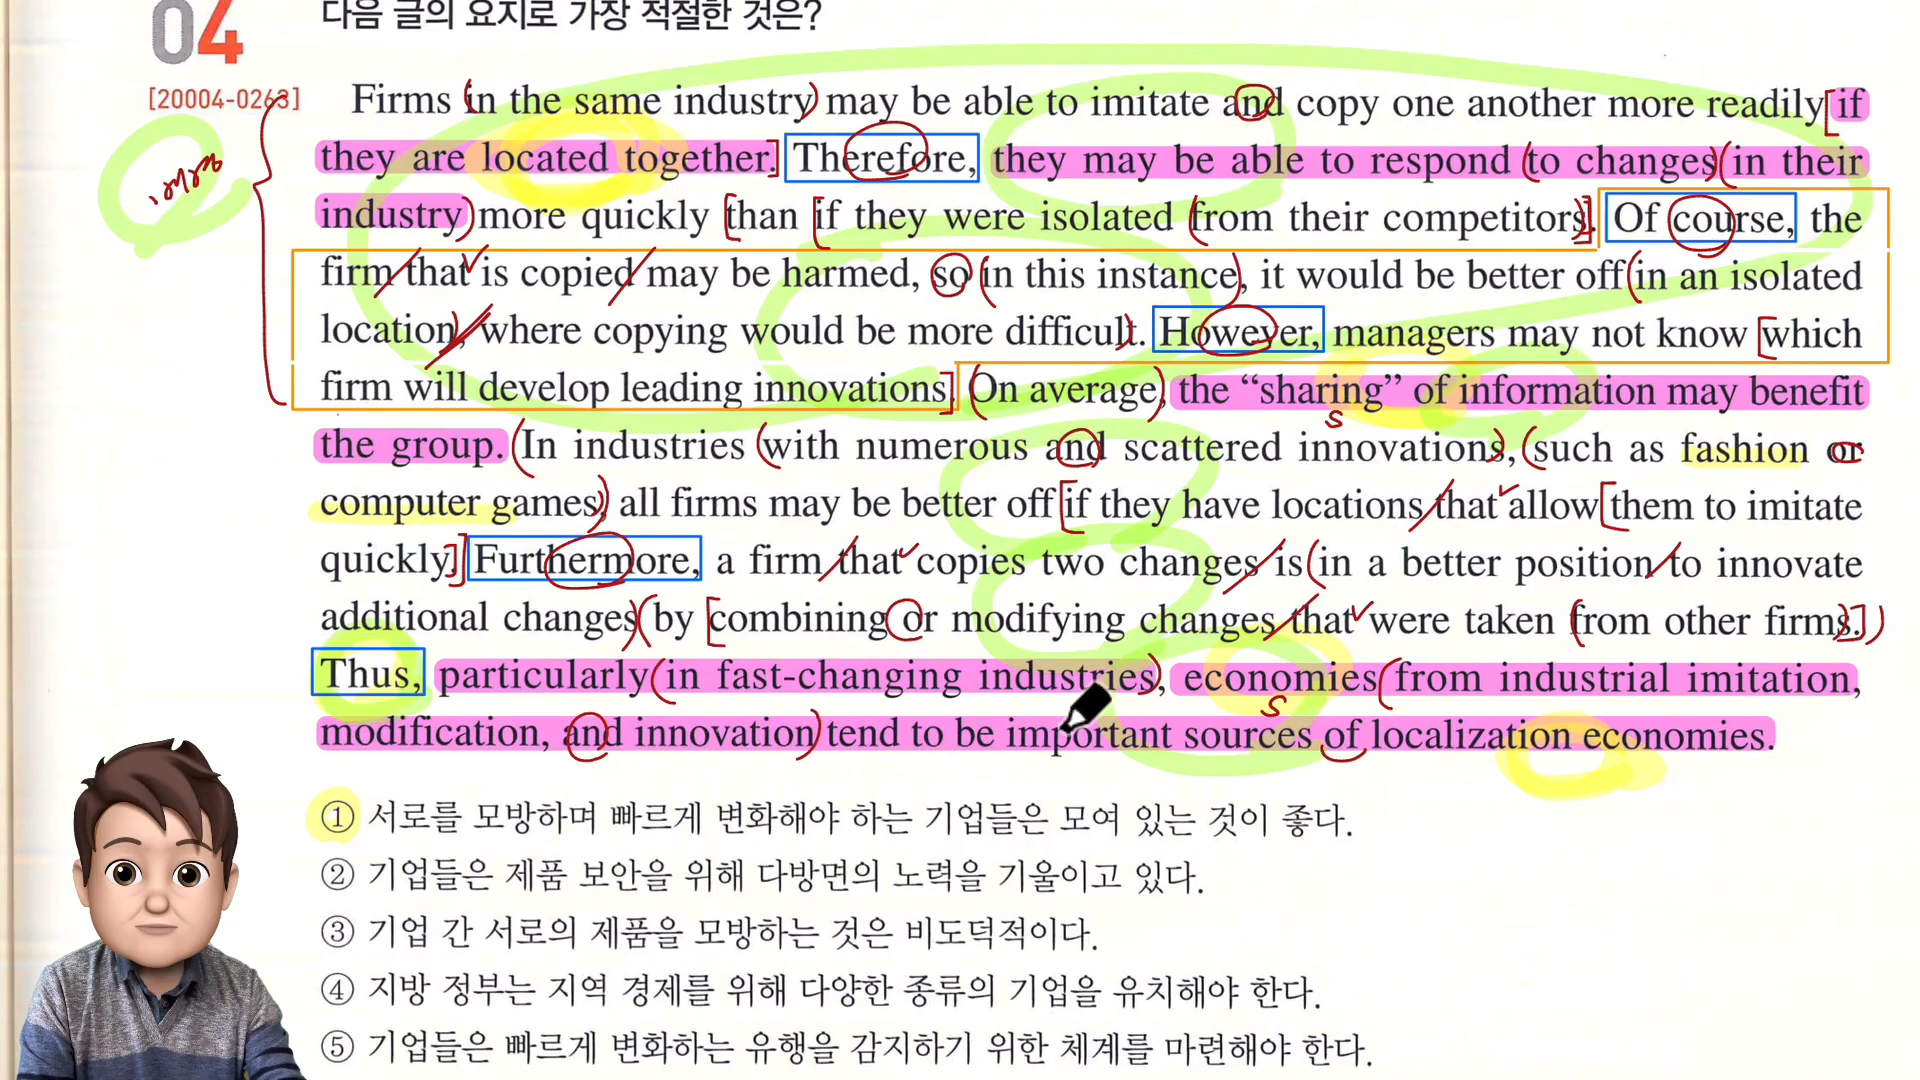 04
다음 글의 요지로 가장 적절한 것은?
[20004-0263]
Firms in the same industry may be able to imitate and copy one another more readily if
they are located together. Therefore, they may be able to respond to changes in their
industry more quickly than if they were isolated from their competitors. Of course, the
firm that is copied may be harmed, so in this instance, it would be better off in an isolated
location, where copying would be more difficult. However, managers may not know which
firm will develop leading innovations. On average, the “sharing” of information may benefit
the group. In industries with numerous and scattered innovations, such as fashion or
computer games, all firms may be better off if they have locations that allow them to imitate
quickly. Furthermore, a firm that copies two changes is in a better position to innovate
additional changes by combining or modifying changes that were taken from other firms.
Thus, particularly in fast-changing industries, economies from industrial imitation,
modification, and innovation tend to be important sources of localization economies.
① 서로를 모방하며 빠르게 변화해야 하는 기업들은 모여 있는 것이 좋다.
② 기업들은 제품 보안을 위해 다방면의 노력을 기울이고 있다.
③ 기업 간 서로의 제품을 모방하는 것은 비도덕적이다.
④ 지방 정부는 지역 경제를 위해 다양한 종류의 기업을 유치해야 한다.
⑤ 기업들은 빠르게 변화하는 유행을 감지하기 위한 체계를 마련해야 한다.